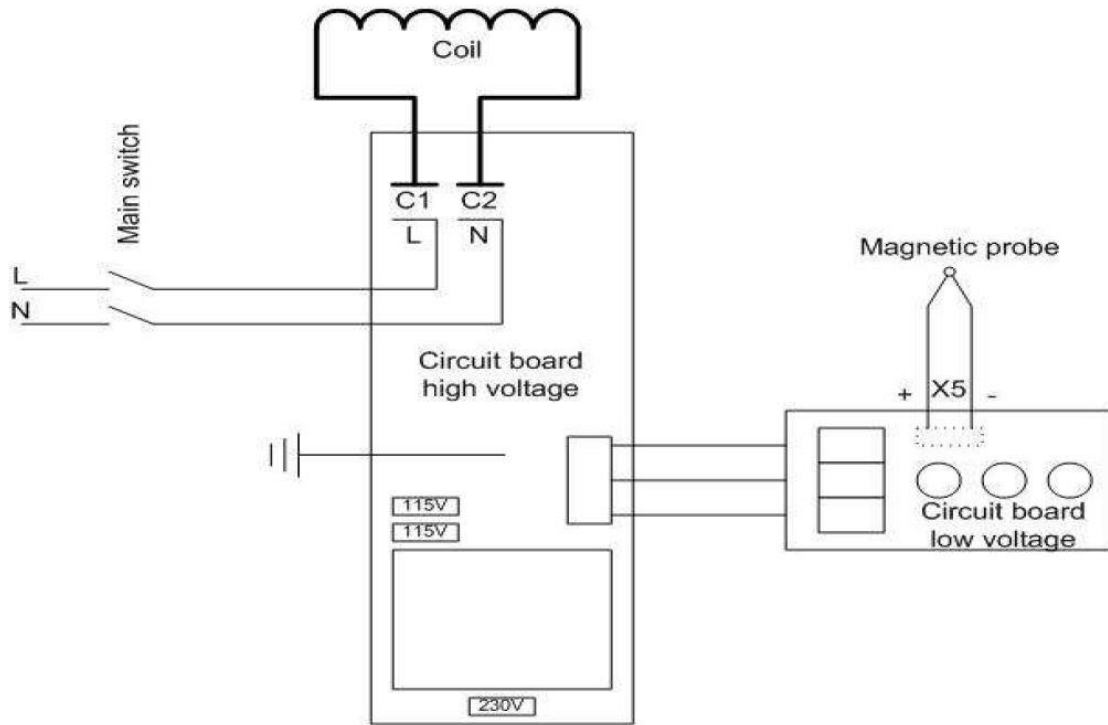 Coil
Main switch
C1 C2
L N
L
N
Magnetic probe
Circuit board
high voltage
+ X5 -
115V
115V
Circuit board
low voltage
230V